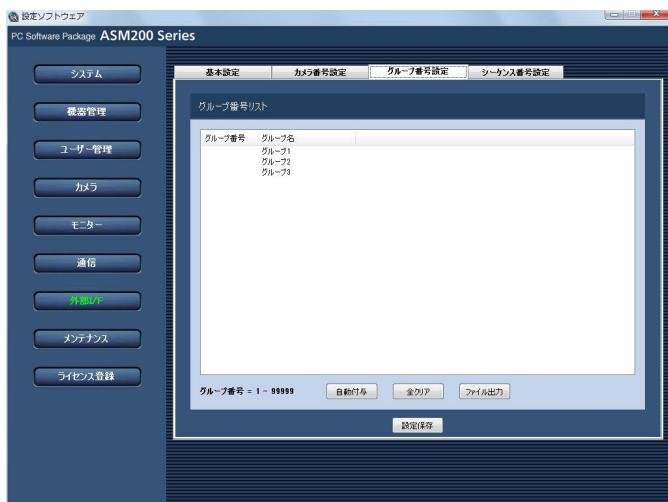 設定ソフトウェア
PC Software Package ASM200 Series
システム
機器管理
ユーザー管理
カメラ
モニター
通信
外部I/F
メンテナンス
ライセンス登録
基本設定 カメラ番号設定 グループ番号設定 シーケンス番号設定
グループ番号リスト
グループ番号 グループ名
グループ1
グループ2
グループ3
グループ番号 = 1 - 99999 自動付与 全クリア ファイル出力
設定保存